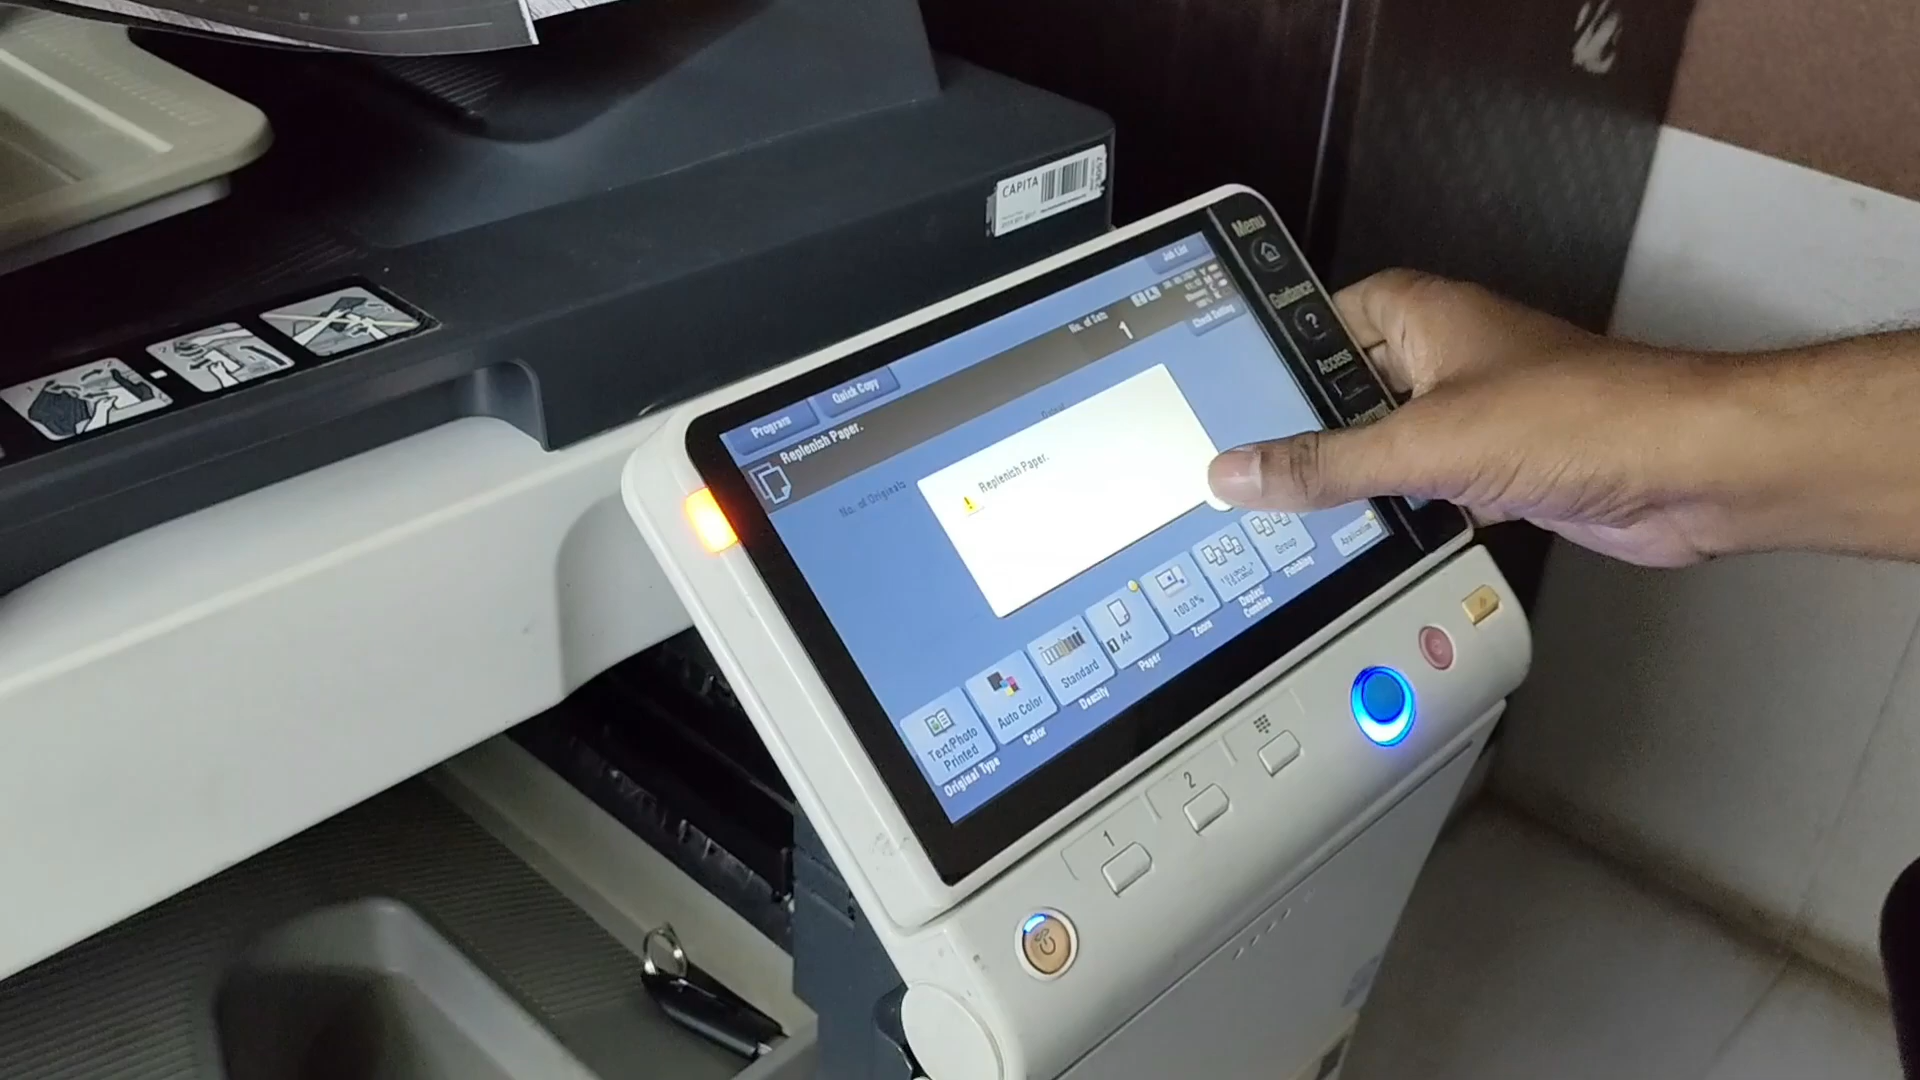 CAPITA
Menu
Job List
Guidance
Access
No. of Sets
1
Check Setting
Program
Quick Copy
Replenish Paper.
No. of Originals
Replenish Paper.
Text/Photo
Printed
Original Type
Auto Color
Color
Standard
Density
1 A4
Paper
100.0%
Zoom
Duplex/
Combine
Group
Finishing
Application
1
2